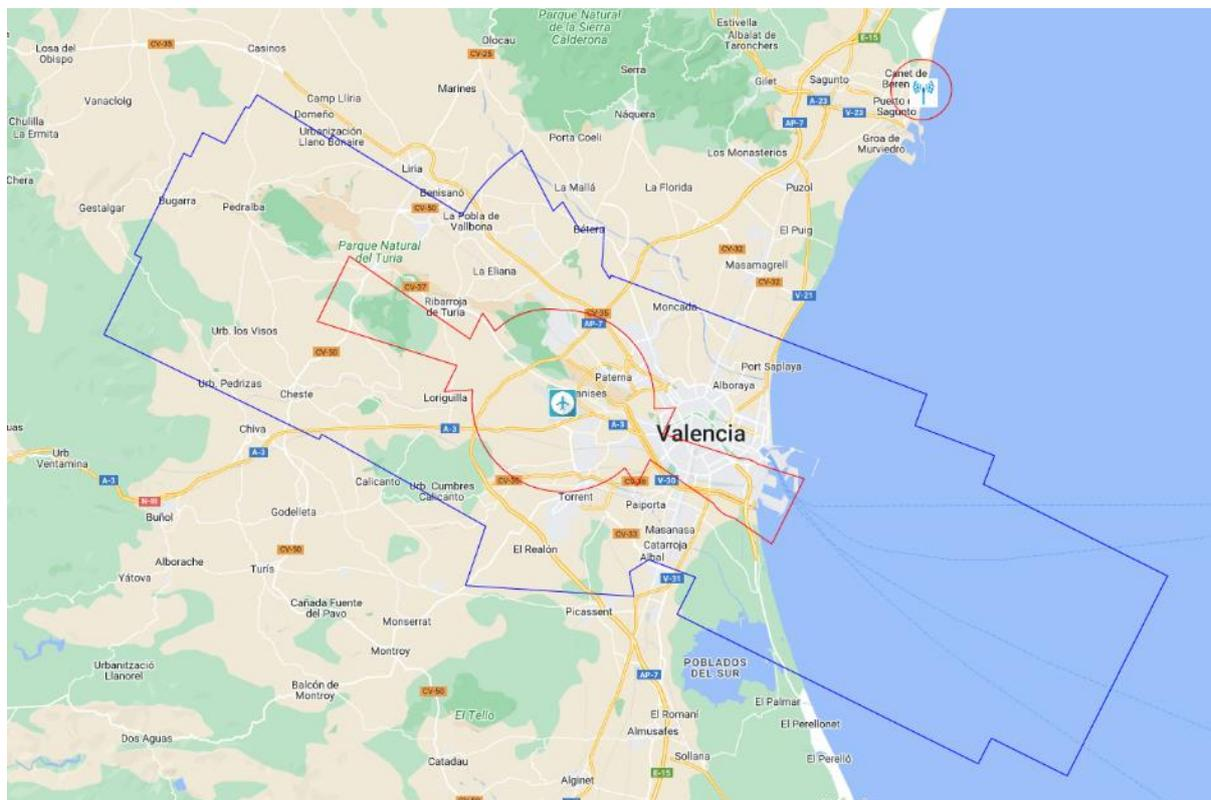 Parque Natural
de la Sierra
Calderona
Estivella
Albalat de
Taronchers
E-15
Losa del
Obispo
CV-35
Casinos
Olocau
CV-25
Serra
Gilet
Sagunto
Canet de
Beren
Marines
Vanacloig
Camp Llíria
Domeño
A-23
Puerto
Sagunto
V-23
Náquera
AP-7
Chulilla
La Ermita
Urbanización
Llano Bonaire
Porta Coeli
Groa de
Murviedro
Los Monasterios
Liria
Chera
Benisanó
La Mallá
La Florida
Puzol
Gestalgar
Bugarra
Pedralba
CV-50
La Pobla de
Vallbona
Bétera
El Puig
Parque Natural
del Turia
CV-32
Masamagrell
La Eliana
CV-32
CV-37
V-21
Ribarroja
de Turia
Moncada
CV-35
AP-7
Urb. los Visos
CV-50
Port Saplaya
Paterna
Alboraya
Urb. Pedrizas
Cheste
Loriguilla
anises
A-3
A-3
Chiva
Valencia
uas
A-3
Urb
Ventamina
A-3
Calicanto
Urb. Cumbres
Calicanto
V-30
N-III
Torrent
Buñol
Godelleta
Paiporta
CV-33
Masanasa
CV-50
El Realón
Catarroja
Albal
Alborache
Turís
Yátova
V-31
Cañada Fuente
del Pavo
Picassent
Monserrat
Montroy
Urbanització
Llanorel
POBLADOS
DEL SUR
AP-7
Balcón de
Montroy
CV-50
El Palmar
El Tello
El Romaní
El Perellonet
Almusafes
Dos Aguas
Catadau
Sollana
El Perelló
E-15
Alginet
CV-50